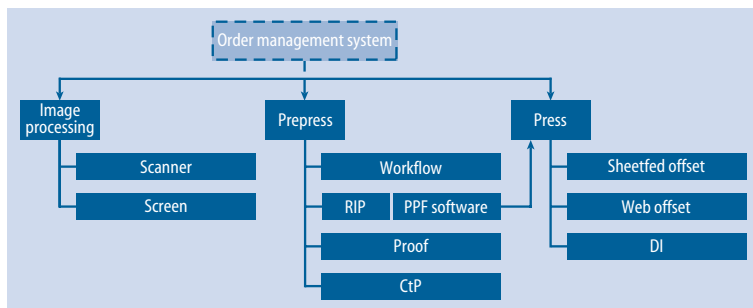 Order management system
Image
processing
Prepress
Press
Scanner
Workflow
Sheetfed offset
Screen
RIP
PPF software
Web offset
Proof
DI
CtP